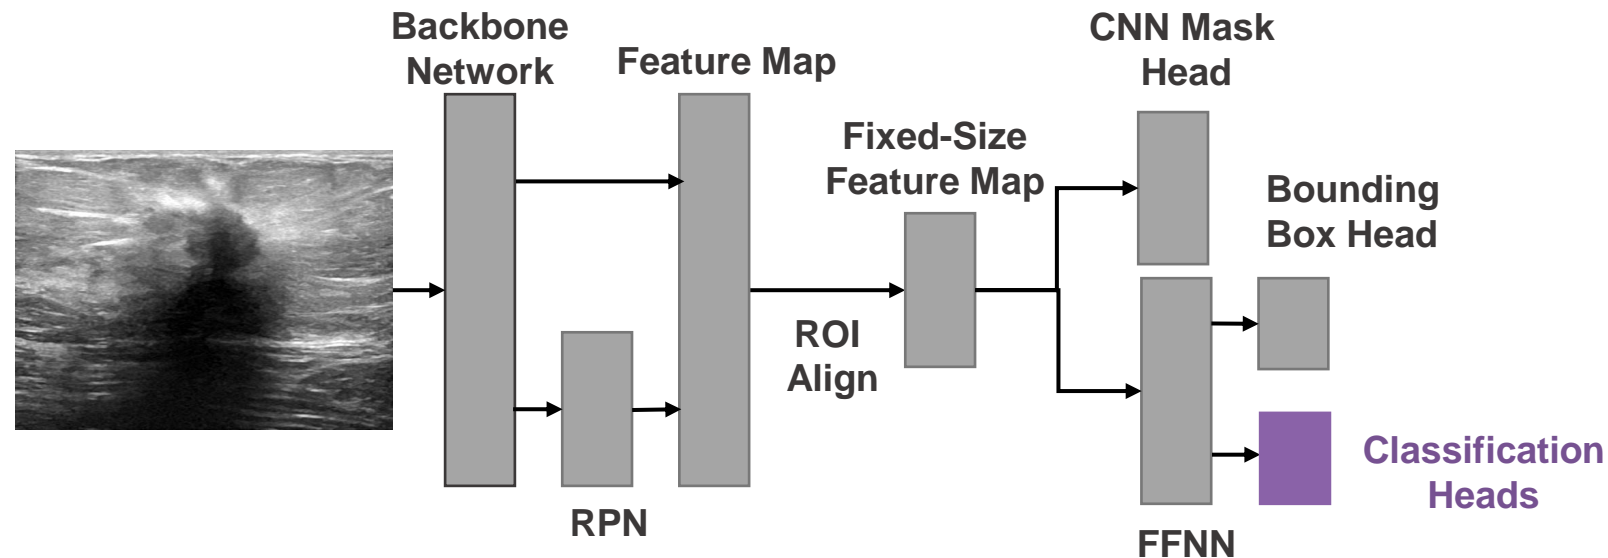 Backbone
Network
Feature Map
CNN Mask
Head
Fixed-Size
Feature Map
Bounding
Box Head
ROI
Align
RPN
Classification
Heads
FFNN